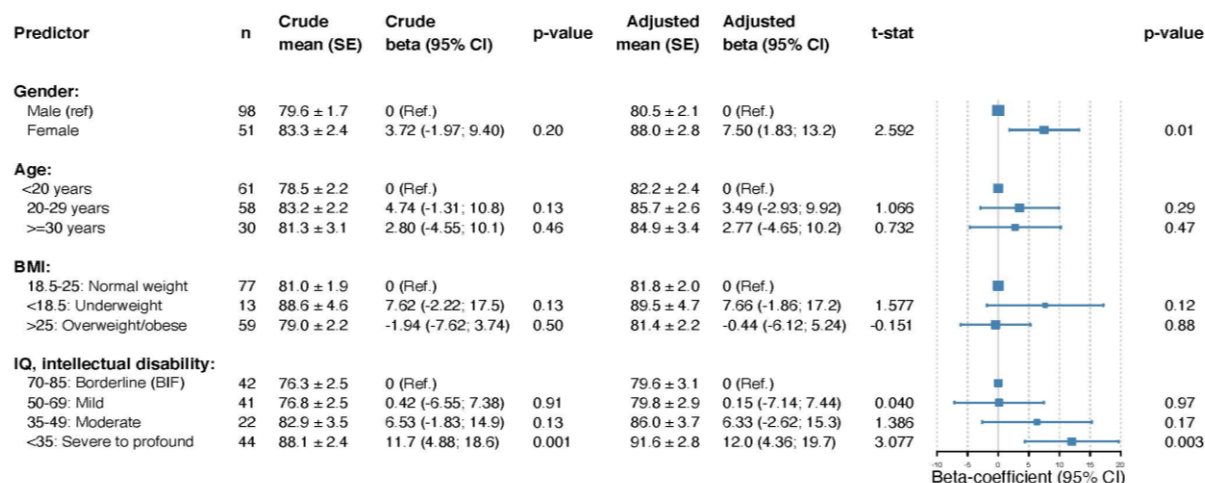 Predictor n Crude mean (SE) Crude beta (95% CI) p-value Adjusted mean (SE) Adjusted beta (95% CI) t-stat p-value
Gender:
Male (ref) 98 79.6 ± 1.7 0 (Ref.) 80.5 ± 2.1 0 (Ref.)
Female 51 83.3 ± 2.4 3.72 (-1.97; 9.40) 0.20 88.0 ± 2.8 7.50 (1.83; 13.2) 2.592 0.01
Age:
<20 years 61 78.5 ± 2.2 0 (Ref.) 82.2 ± 2.4 0 (Ref.)
20-29 years 58 83.2 ± 2.2 4.74 (-1.31; 10.8) 0.13 85.7 ± 2.6 3.49 (-2.93; 9.92) 1.066 0.29
>=30 years 30 81.3 ± 3.1 2.80 (-4.55; 10.1) 0.46 84.9 ± 3.4 2.77 (-4.65; 10.2) 0.732 0.47
BMI:
18.5-25: Normal weight 77 81.0 ± 1.9 0 (Ref.) 81.8 ± 2.0 0 (Ref.)
<18.5: Underweight 13 88.6 ± 4.6 7.62 (-2.22; 17.5) 0.13 89.5 ± 4.7 7.66 (-1.86; 17.2) 1.577 0.12
>25: Overweight/obese 59 79.0 ± 2.2 -1.94 (-7.62; 3.74) 0.50 81.4 ± 2.2 -0.44 (-6.12; 5.24) -0.151 0.88
IQ, intellectual disability:
70-85: Borderline (BIF) 42 76.3 ± 2.5 0 (Ref.) 79.6 ± 3.1 0 (Ref.)
50-69: Mild 41 76.8 ± 2.5 0.42 (-6.55; 7.38) 0.91 79.8 ± 2.9 0.15 (-7.14; 7.44) 0.040 0.97
35-49: Moderate 22 82.9 ± 3.5 6.53 (-1.83; 14.9) 0.13 86.0 ± 3.7 6.33 (-2.62; 15.3) 1.386 0.17
<35: Severe to profound 44 88.1 ± 2.4 11.7 (4.88; 18.6) 0.001 91.6 ± 2.8 12.0 (4.36; 19.7) 3.077 0.003
-10 -5 0 5 10 15 20
Beta-coefficient (95% CI)